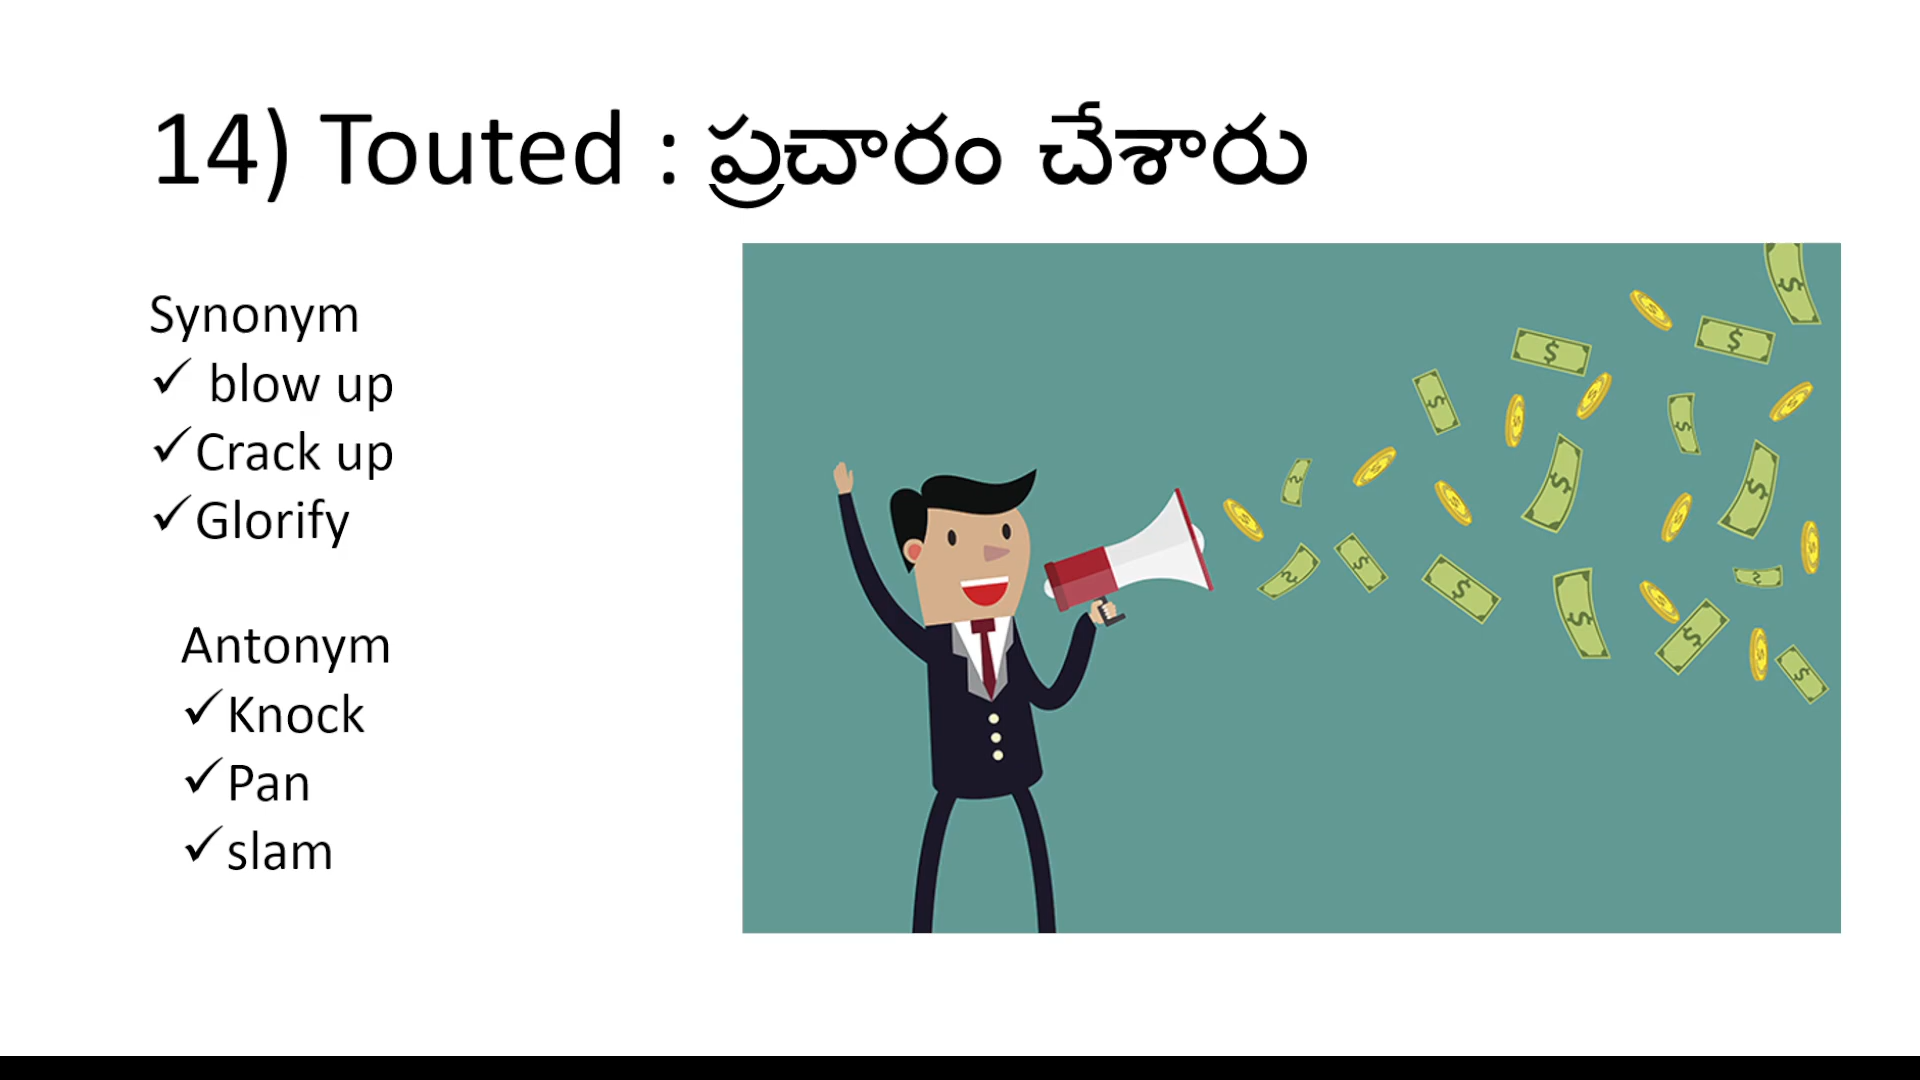 14) Touted : ప్రచారం చేశారు
Synonym
✓ blow up
✓Crack up
✓Glorify
Antonym
✓Knock
✓Pan
✓slam